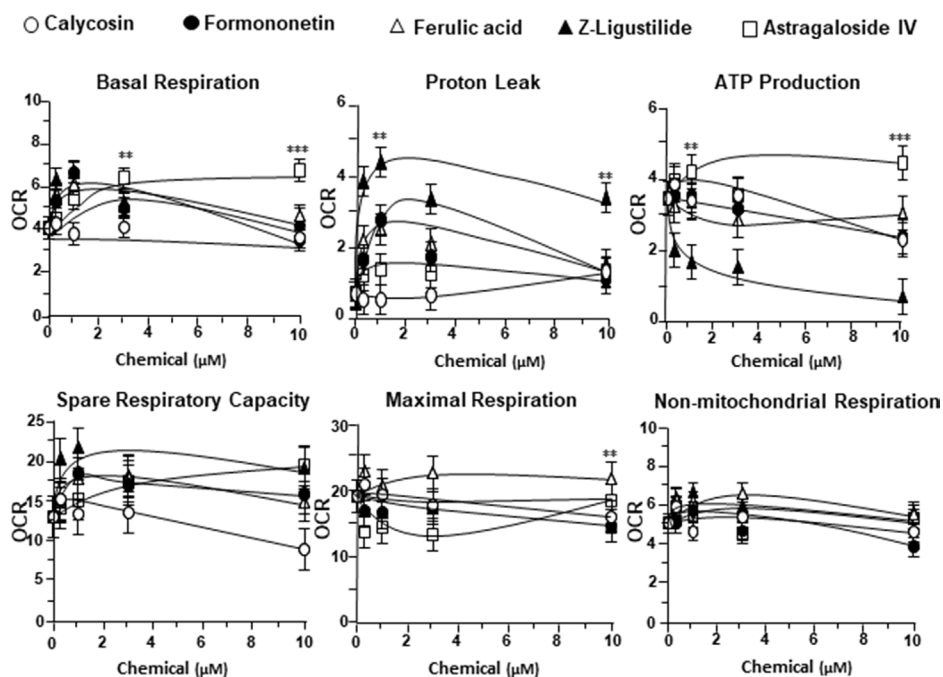 Calycosin Formononetin Ferulic acid Z-Ligustilide Astragaloside IV
Basal Respiration Proton Leak ATP Production
10
8
6
4
2
0
OCR
**
***
0 2 4 6 8 10
Chemical (µM)
6
4
2
0
OCR
**
**
0 2 4 6 8 10
Chemical (µM)
6
4
2
0
OCR
**
***
0 2 4 6 8 10
Chemical (µM)
Spare Respiratory Capacity Maximal Respiration Non-mitochondrial Respiration
25
20
15
10
5
0
OCR
0 2 4 6 8 10
Chemical (µM)
30
20
10
0
OCR
**
0 2 4 6 8 10
Chemical (µM)
10
8
6
4
2
0
OCR
0 2 4 6 8 10
Chemical (µM)